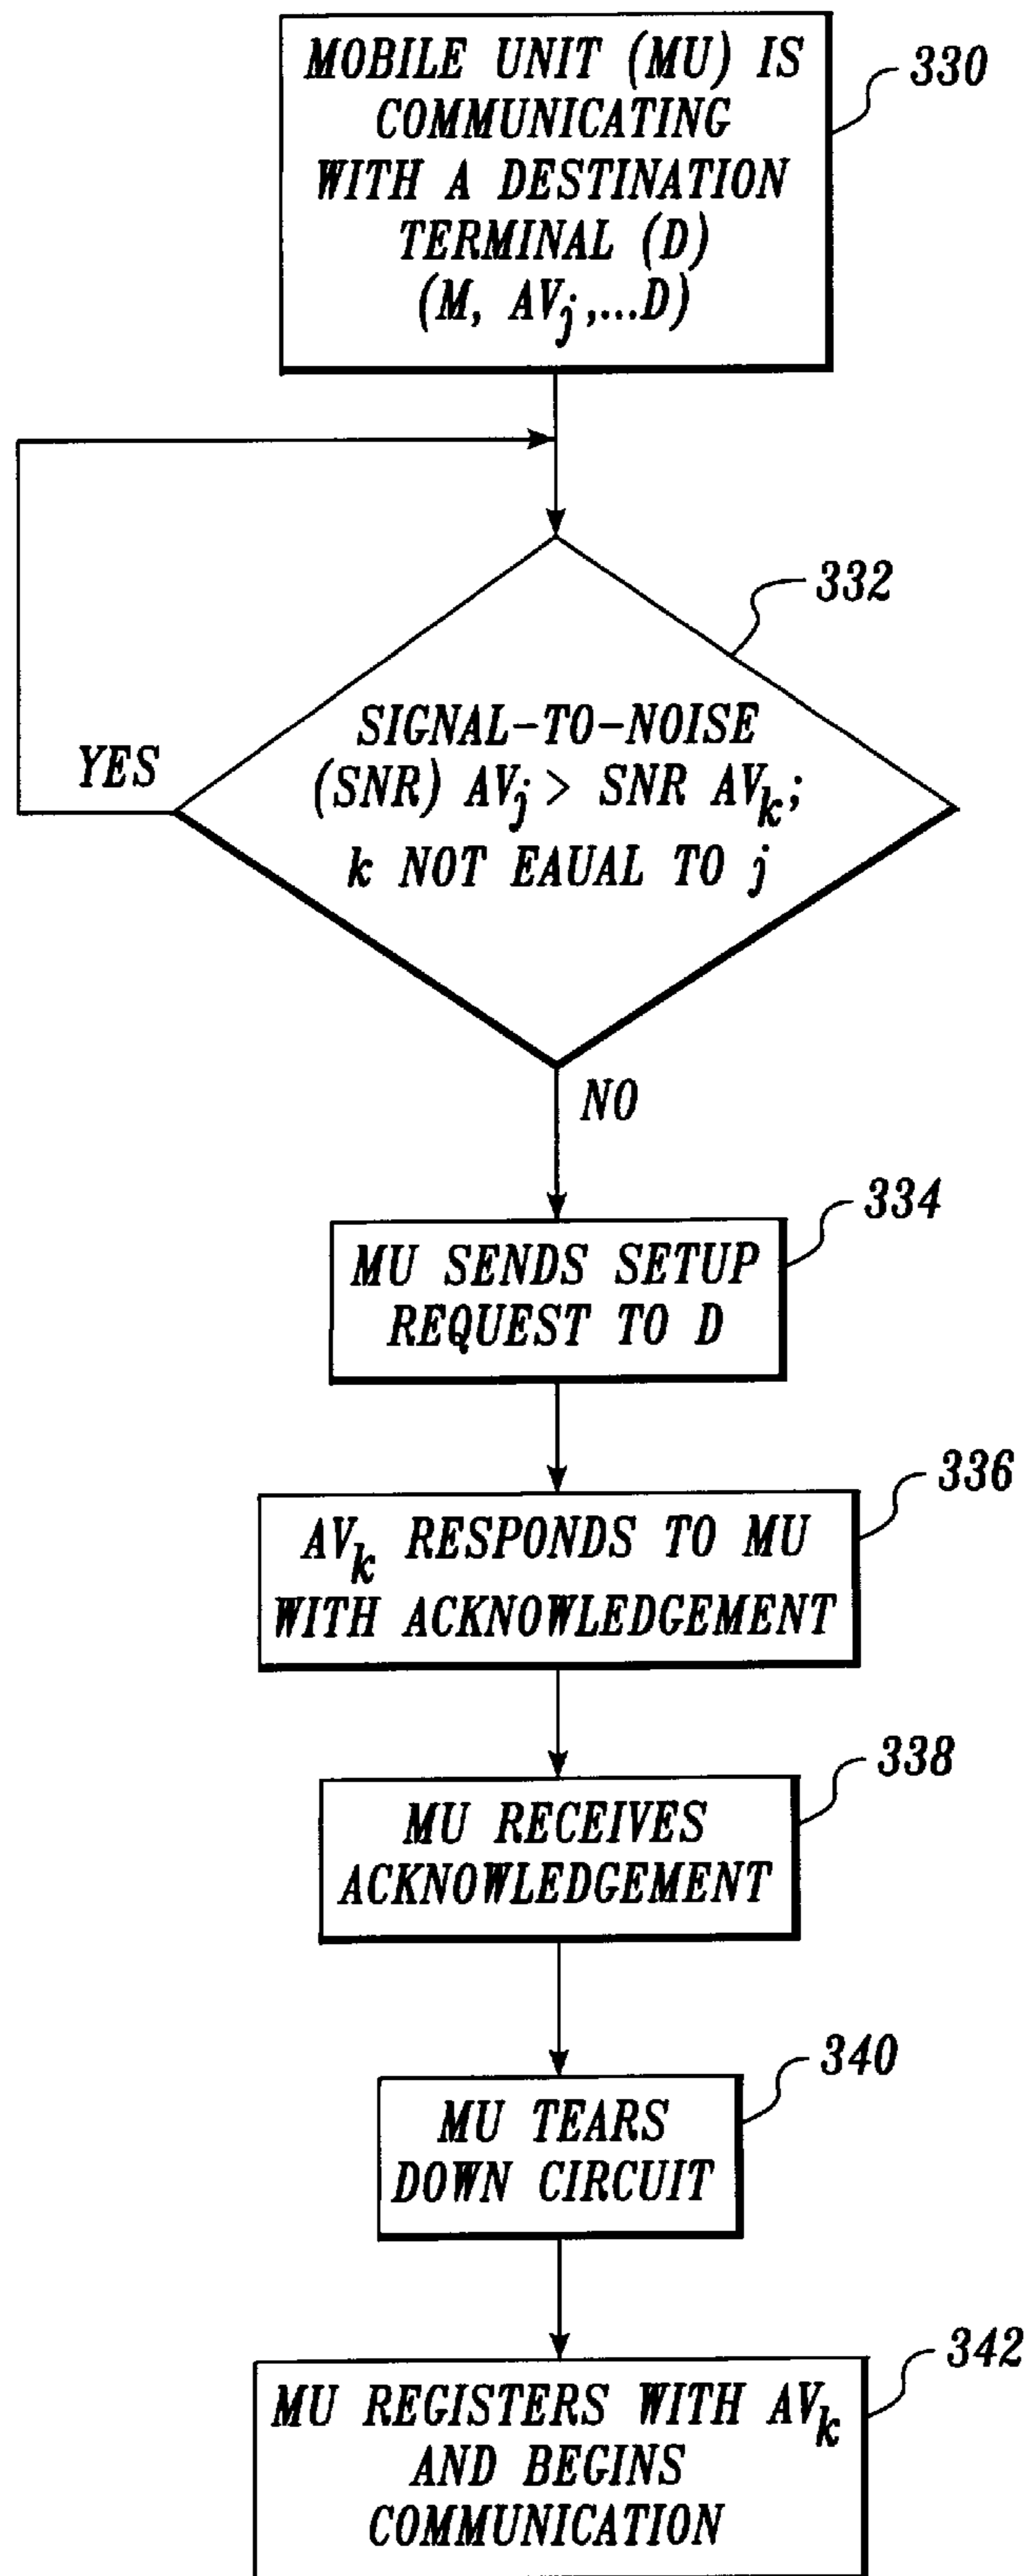 MOBILE UNIT (MU) IS
COMMUNICATING
WITH A DESTINATION
TERMINAL (D)
(M, AVj,...D)
330
332
SIGNAL-TO-NOISE
(SNR) AVj > SNR AVk;
k NOT EAUAL TO j
YES
NO
334
MU SENDS SETUP
REQUEST TO D
336
AVk RESPONDS TO MU
WITH ACKNOWLEDGEMENT
338
MU RECEIVES
ACKNOWLEDGEMENT
340
MU TEARS
DOWN CIRCUIT
342
MU REGISTERS WITH AVk
AND BEGINS
COMMUNICATION